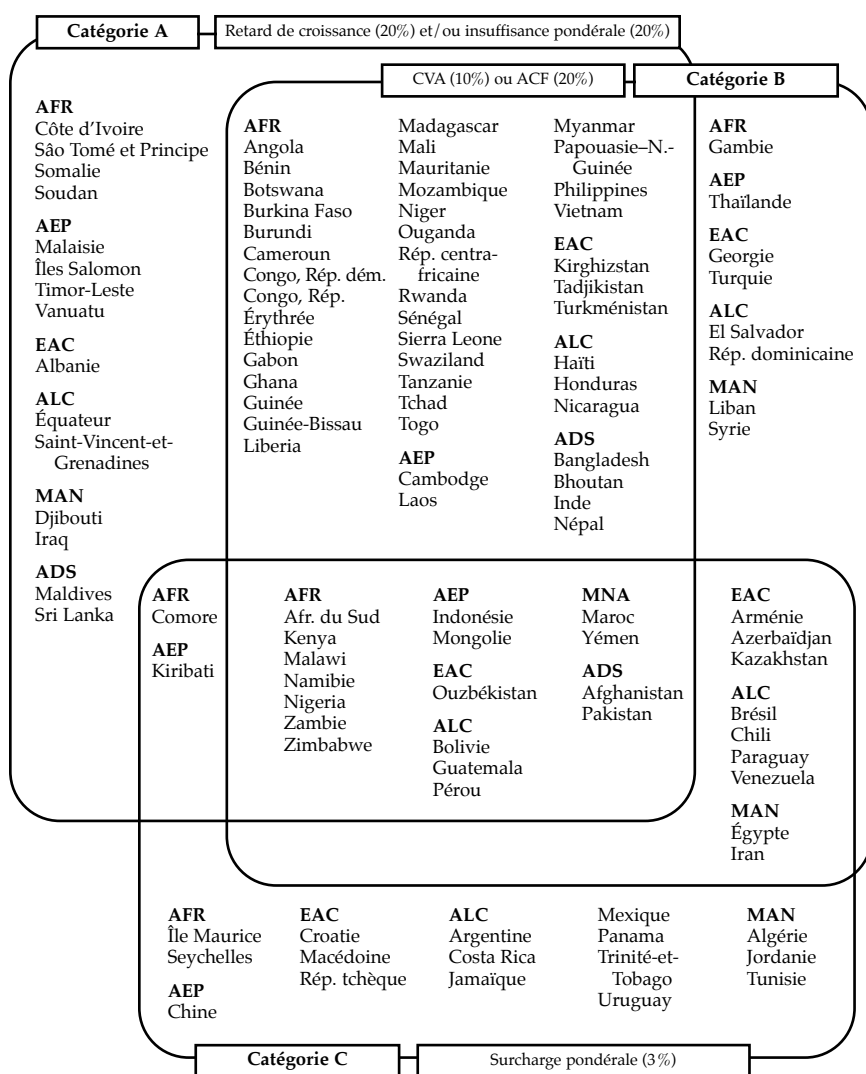 Catégorie A
Retard de croissance (20%) et/ou insuffisance pondérale (20%)
CVA (10%) ou ACF (20%)
Catégorie B
AFR
Côte d'Ivoire
Sâo Tomé et Principe
Somalie
Soudan
AEP
Malaisie
Îles Salomon
Timor-Leste
Vanuatu
EAC
Albanie
ALC
Équateur
Saint-Vincent-et-
Grenadines
MAN
Djibouti
Iraq
ADS
Maldives
Sri Lanka
AFR
Angola
Bénin
Botswana
Burkina Faso
Burundi
Cameroun
Congo, Rép. dém.
Congo, Rép.
Érythrée
Éthiopie
Gabon
Ghana
Guinée
Guinée-Bissau
Liberia
Madagascar
Mali
Mauritanie
Mozambique
Niger
Ouganda
Rép. centra-
fricaine
Rwanda
Sénégal
Sierra Leone
Swaziland
Tanzanie
Tchad
Togo
AEP
Cambodge
Laos
Myanmar
Papouasie–N.-
Guinée
Philippines
Vietnam
EAC
Kirghizstan
Tadjikistan
Turkménistan
ALC
Haïti
Honduras
Nicaragua
ADS
Bangladesh
Bhoutan
Inde
Népal
AFR
Gambie
AEP
Thaïlande
EAC
Georgie
Turquie
ALC
El Salvador
Rép. dominicaine
MAN
Liban
Syrie
AFR
Comore
AEP
Kiribati
AFR
Afr. du Sud
Kenya
Malawi
Namibie
Nigeria
Zambie
Zimbabwe
AEP
Indonésie
Mongolie
EAC
Ouzbékistan
ALC
Bolivie
Guatemala
Pérou
MNA
Maroc
Yémen
ADS
Afghanistan
Pakistan
EAC
Arménie
Azerbaïdjan
Kazakhstan
ALC
Brésil
Chili
Paraguay
Venezuela
MAN
Égypte
Iran
AFR
Île Maurice
Seychelles
AEP
Chine
EAC
Croatie
Macédoine
Rép. tchèque
ALC
Argentine
Costa Rica
Jamaïque
Mexique
Panama
Trinité-et-
Tobago
Uruguay
MAN
Algérie
Jordanie
Tunisie
Catégorie C
Surcharge pondérale (3%)